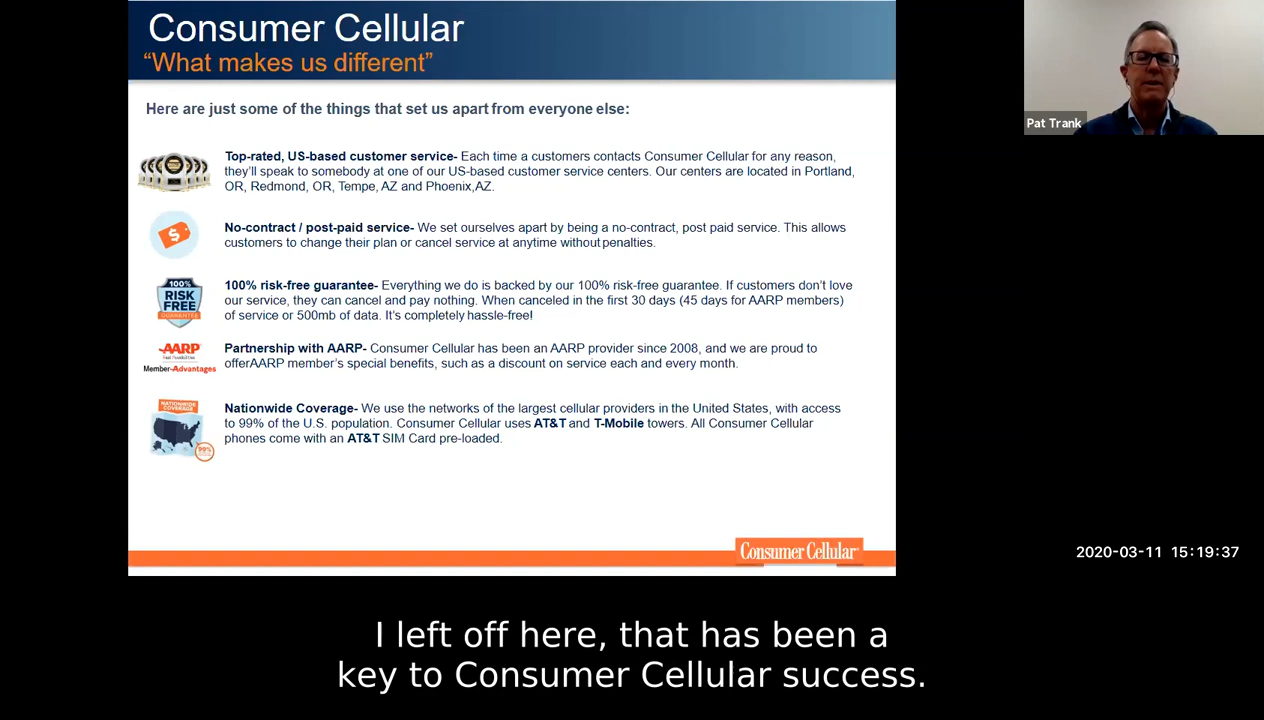 Consumer Cellular
“What makes us different”
Here are just some of the things that set us apart from everyone else:
Top-rated, US-based customer service- Each time a customers contacts Consumer Cellular for any reason,
they’ll speak to somebody at one of our US-based customer service centers. Our centers are located in Portland,
OR, Redmond, OR, Tempe, AZ and Phoenix,AZ.
$
No-contract / post-paid service- We set ourselves apart by being a no-contract, post paid service. This allows
customers to change their plan or cancel service at anytime without penalties.
100%
RISK
FREE
GUARANTEE
100% risk-free guarantee- Everything we do is backed by our 100% risk-free guarantee. If customers don’t love
our service, they can cancel and pay nothing. When canceled in the first 30 days (45 days for AARP members)
of service or 500mb of data. It’s completely hassle-free!
AARP
Member-Advantages
Partnership with AARP- Consumer Cellular has been an AARP provider since 2008, and we are proud to
offerAARP member’s special benefits, such as a discount on service each and every month.
NATIONWIDE
COVERAGE
99%
Nationwide Coverage- We use the networks of the largest cellular providers in the United States, with access
to 99% of the U.S. population. Consumer Cellular uses AT&T and T-Mobile towers. All Consumer Cellular
phones come with an AT&T SIM Card pre-loaded.
Consumer Cellular
Pat Trank
2020-03-11 15:19:37
I left off here, that has been a
key to Consumer Cellular success.